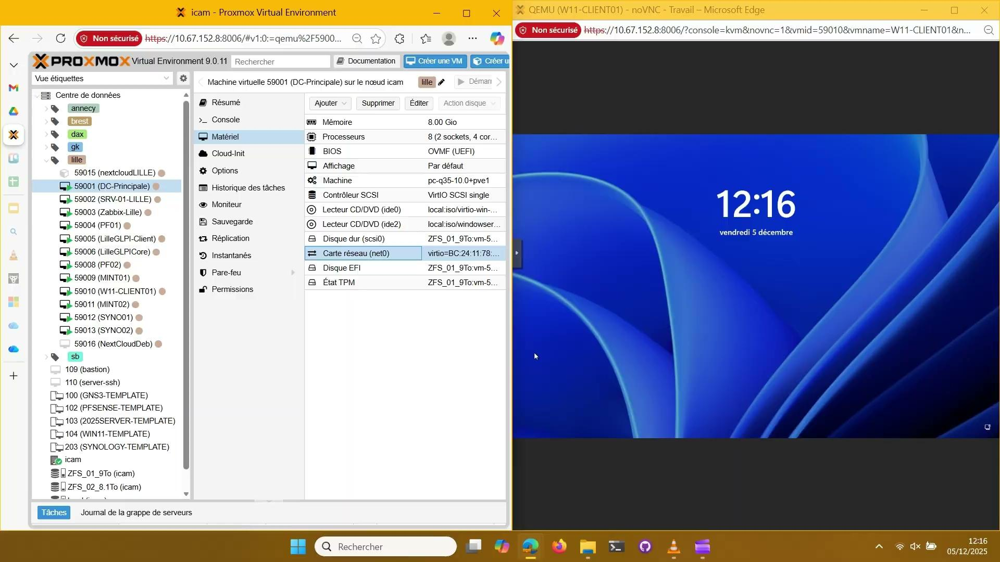 icam - Proxmox Virtual Environment
Non sécurisé
https://10.67.152.8:8006/#v1:0:=qemu%2F5900...
PROXMOX Virtual Environment 9.0.11
Rechercher
Documentation
Créer une VM
Créer u
Vue étiquettes
Centre de données
annecy
brest
dax
gk
lille
59015 (nextcloudLILLE)
59001 (DC-Principale)
59002 (SRV-01-LILLE)
59003 (Zabbix-Lille)
59004 (PF01)
59005 (LilleGLPI-Client)
59006 (LilleGLPICore)
59008 (PF02)
59009 (MINT01)
59010 (W11-CLIENT01)
59011 (MINT02)
59012 (SYNO01)
59013 (SYNO02)
59016 (NextCloudDeb)
sb
109 (bastion)
110 (server-ssh)
100 (GNS3-TEMPLATE)
102 (PFSENSE-TEMPLATE)
103 (2025SERVER-TEMPLATE)
104 (WIN11-TEMPLATE)
203 (SYNOLOGY-TEMPLATE)
icam
ZFS_01_9To (icam)
ZFS_02_8.1To (icam)
Machine virtuelle 59001 (DC-Principale) sur le nœud icam
lille
Démarr
Résumé
Console
Matériel
Cloud-Init
Options
Historique des tâches
Moniteur
Sauvegarde
Réplication
Instantanés
Pare-feu
Permissions
Ajouter
Supprimer
Éditer
Action disque
Mémoire 8.00 Gio
Processeurs 8 (2 sockets, 4 cor...
BIOS OVMF (UEFI)
Affichage Par défaut
Machine pc-q35-10.0+pve1
Contrôleur SCSI VirtIO SCSI single
Lecteur CD/DVD (ide0) local:iso/virtio-win-...
Lecteur CD/DVD (ide2) local:iso/windowser...
Disque dur (scsi0) ZFS_01_9To:vm-5...
Carte réseau (net0) virtio=BC:24:11:78:...
Disque EFI ZFS_01_9To:vm-5...
État TPM ZFS_01_9To:vm-5...
Tâches
Journal de la grappe de serveurs
QEMU (W11-CLIENT01) - noVNC - Travail – Microsoft Edge
Non sécurisé
https://10.67.152.8:8006/?console=kvm&novnc=1&vmid=59010&vmname=W11-CLIENT01&n...
12:16
vendredi 5 décembre
Rechercher
12:16
05/12/2025